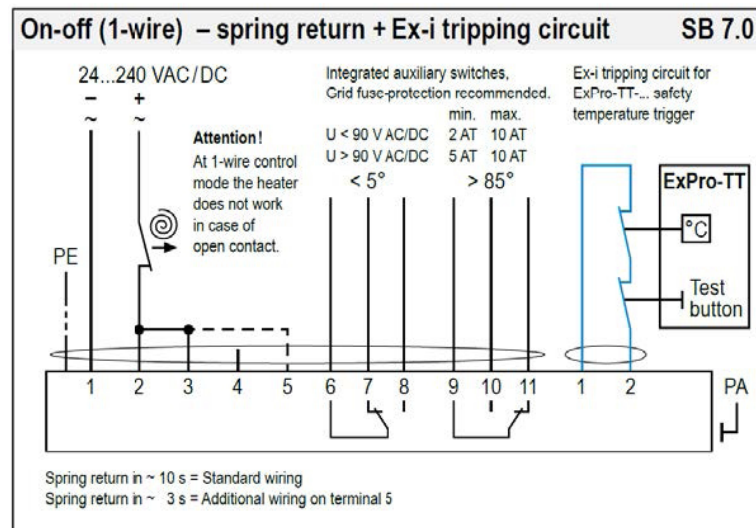 On-off (1-wire) – spring return + Ex-i tripping circuit SB 7.0
24...240 VAC/DC
– +
~ ~
Attention!
At 1-wire control
mode the heater
does not work
in case of
open contact.
Integrated auxiliary switches,
Grid fuse-protection recommended.
min. max.
U < 90 V AC/DC 2 AT 10 AT
U > 90 V AC/DC 5 AT 10 AT
< 5° > 85°
Ex-i tripping circuit for
ExPro-TT-... safety
temperature trigger
ExPro-TT
°C
Test
button
PE
1 2 3 4 5 6 7 8 9 10 11 1 2 PA
Spring return in ~ 10 s = Standard wiring
Spring return in ~ 3 s = Additional wiring on terminal 5